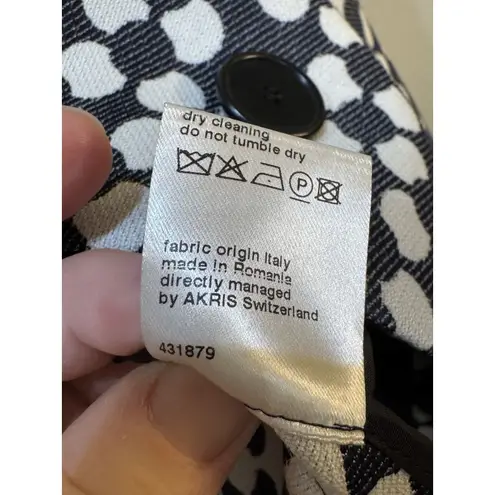 dry cleaning
do not tumble dry
P
fabric origin Italy
made in Romania
directly managed
by AKRIS Switzerland
431879